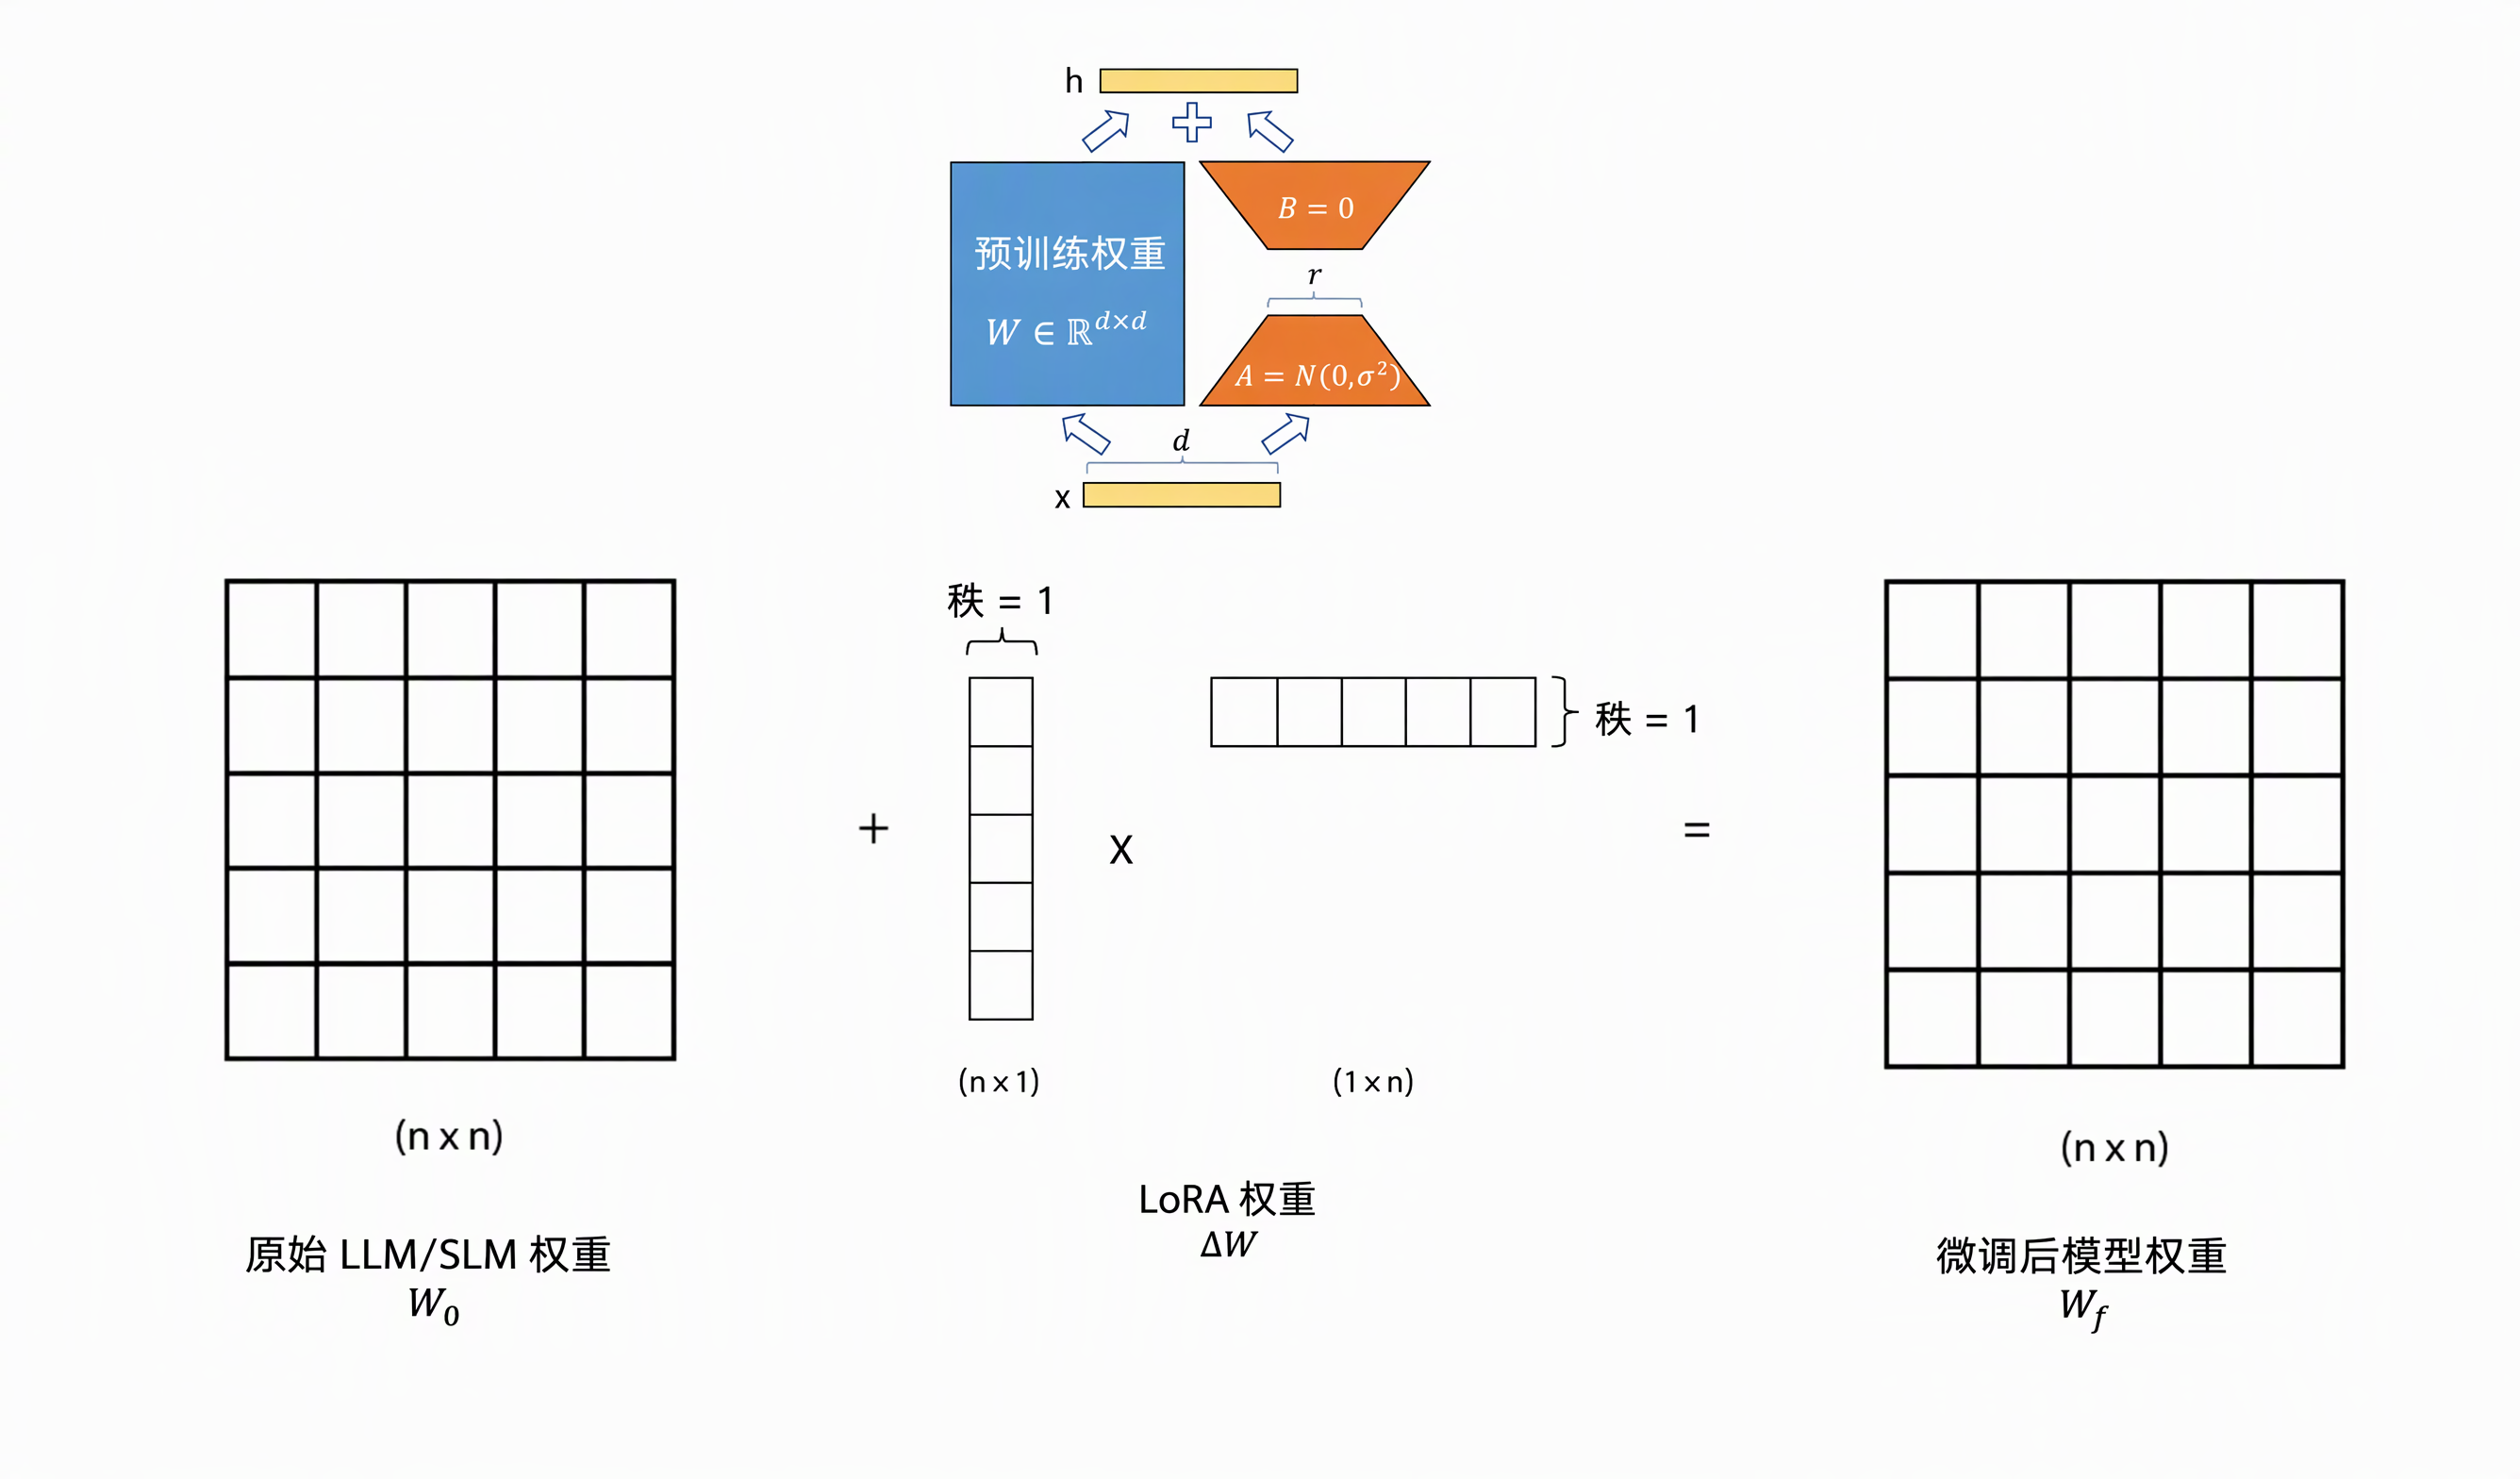 h
B = 0
预训练权重
r
W ∈ ℝ^{d×d}
A = N(0,σ²)
d
x
秩 = 1
秩 = 1
+
X
=
(n x 1)
(1 x n)
(n x n)
(n x n)
LoRA 权重
ΔW
原始 LLM/SLM 权重
W₀
微调后模型权重
W_f